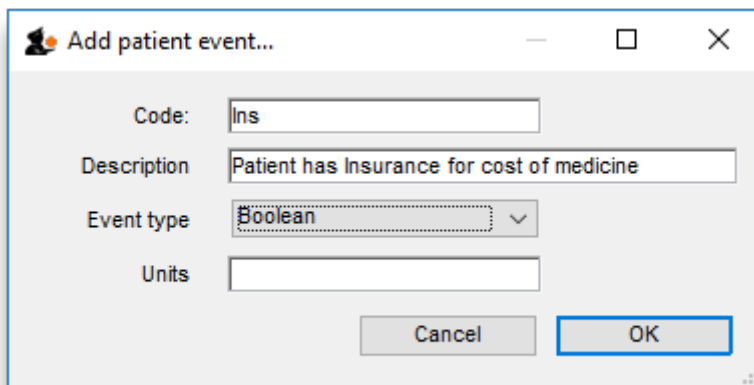 Add patient event...
Code: Ins
Description Patient has Insurance for cost of medicine
Event type Boolean
Units
Cancel OK